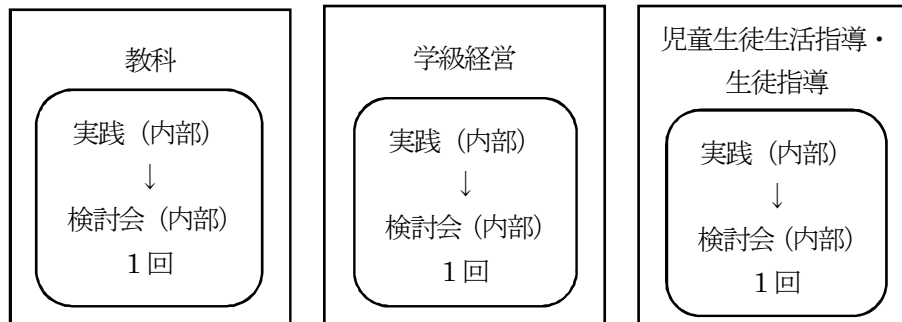 教科
実践（内部）
↓
検討会（内部）
１回
学級経営
実践（内部）
↓
検討会（内部）
１回
児童生徒生活指導・
生徒指導
実践（内部）
↓
検討会（内部）
１回